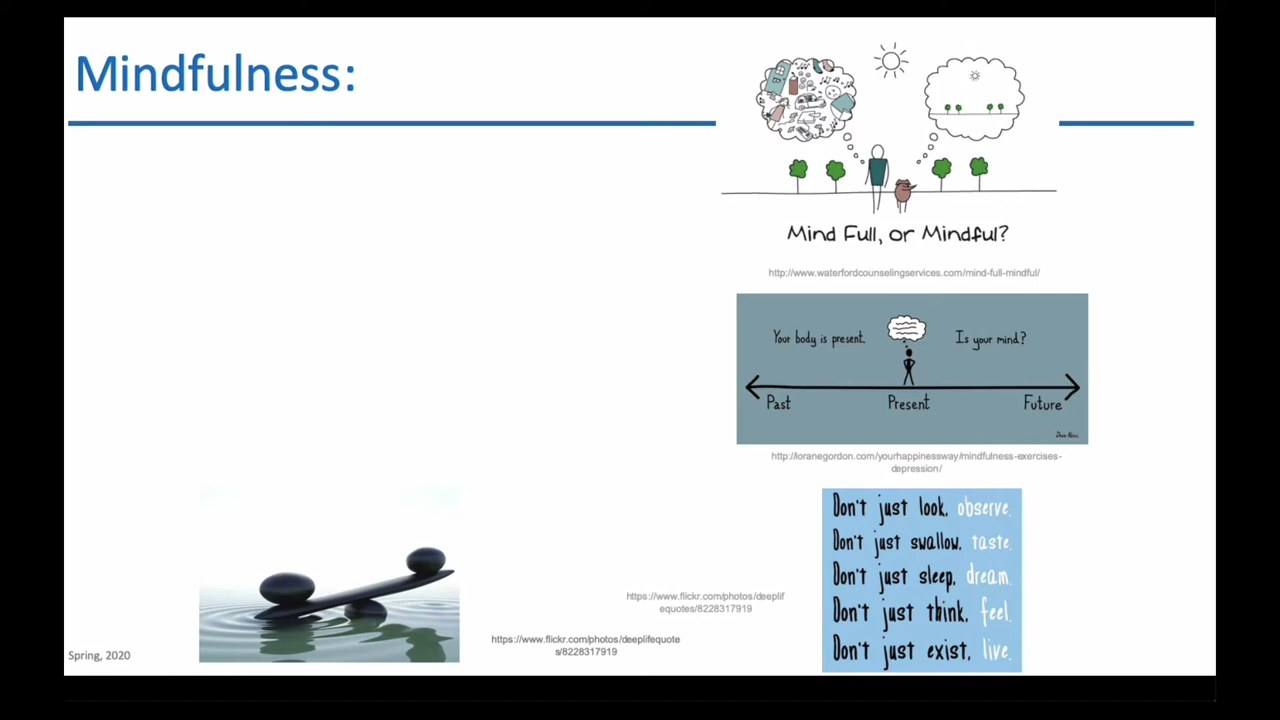 Mindfulness:
Mind Full, or Mindful?
http://www.waterfordcounselingservices.com/mind-full-mindful/
Your body is present. Is your mind?
Past Present Future
http://loranegordon.com/yourhappinessway/mindfulness-exercises-
depression/
Don't just look, observe.
Don't just swallow, taste.
Don't just sleep, dream.
Don't just think, feel.
Don't just exist, live.
https://www.flickr.com/photos/deeplif
equotes/8228317919
https://www.flickr.com/photos/deeplifequote
s/8228317919
Spring, 2020